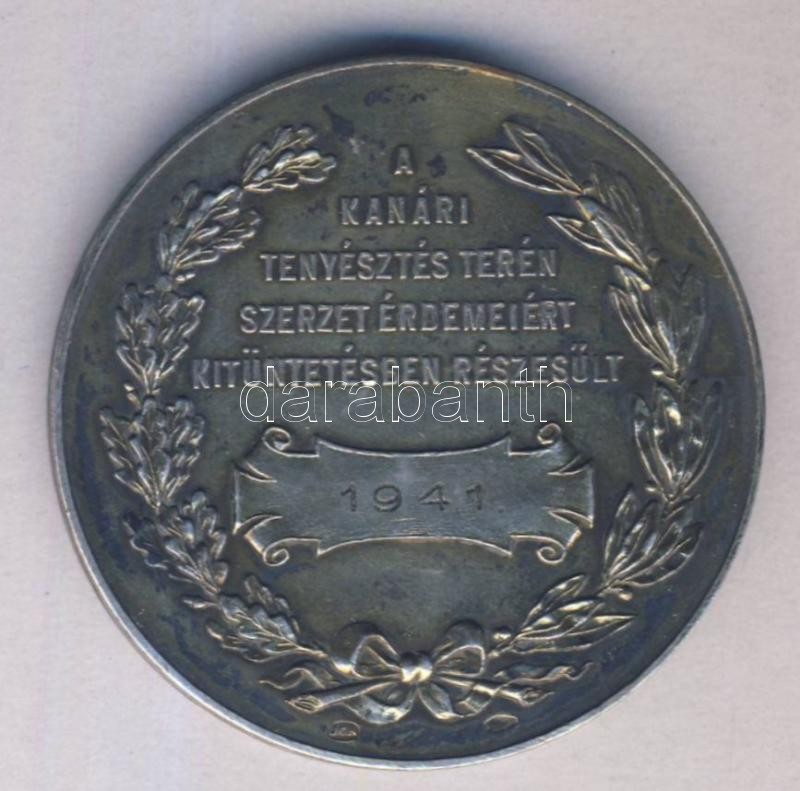 A
KANÁRI
TENYÉSZTÉS TERÉN
SZERZET ÉRDEMEIÉRT
KITÜNTETÉSBEN RÉSZESÜLT
darabanth
1941